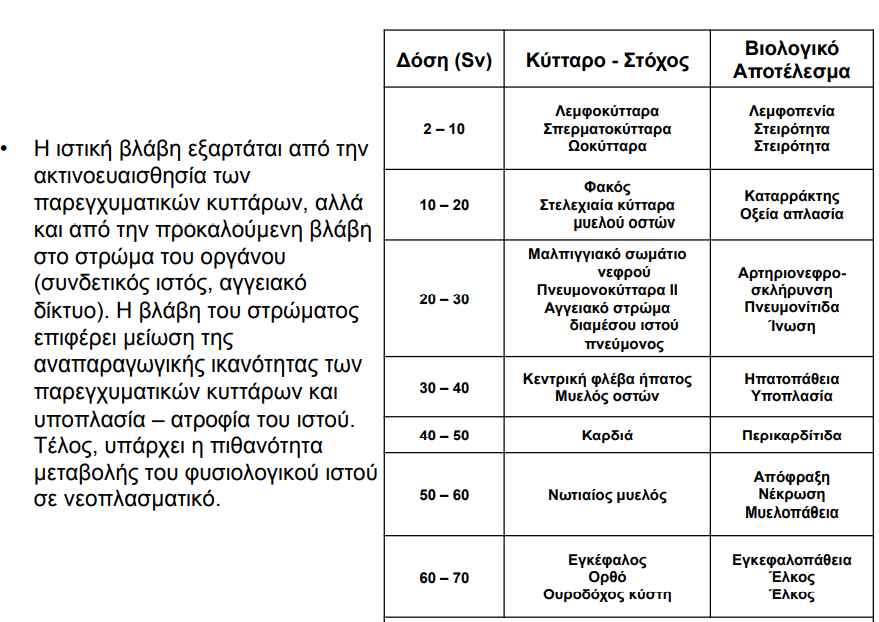 • Η ιστική βλάβη εξαρτάται από την
ακτινοευαισθησία των
παρεγχυματικών κυττάρων, αλλά
και από την προκαλούμενη βλάβη
στο στρώμα του οργάνου
(συνδετικός ιστός, αγγειακό
δίκτυο). Η βλάβη του στρώματος
επιφέρει μείωση της
αναπαραγωγικής ικανότητας των
παρεγχυματικών κυττάρων και
υποπλασία – ατροφία του ιστού.
Τέλος, υπάρχει η πιθανότητα
μεταβολής του φυσιολογικού ιστού
σε νεοπλασματικό.
Δόση (Sv)
Κύτταρο - Στόχος
Βιολογικό
Αποτέλεσμα
2 – 10
Λεμφοκύτταρα
Σπερματοκύτταρα
Ωοκύτταρα
Λεμφοπενία
Στειρότητα
Στειρότητα
10 – 20
Φακός
Στελεχιαία κύτταρα
μυελού οστών
Καταρράκτης
Οξεία απλασία
20 – 30
Μαλπιγγιακό σωμάτιο
νεφρού
Πνευμονοκύτταρα ΙΙ
Αγγειακό στρώμα
διαμέσου ιστού
πνεύμονος
Αρτηριονεφρο-
σκλήρυνση
Πνευμονίτιδα
Ίνωση
30 – 40
Κεντρική φλέβα ήπατος
Μυελός οστών
Ηπατοπάθεια
Υποπλασία
40 – 50
Καρδιά
Περικαρδίτιδα
50 – 60
Νωτιαίος μυελός
Απόφραξη
Νέκρωση
Μυελοπάθεια
60 – 70
Εγκέφαλος
Ορθό
Ουροδόχος κύστη
Εγκεφαλοπάθεια
Έλκος
Έλκος